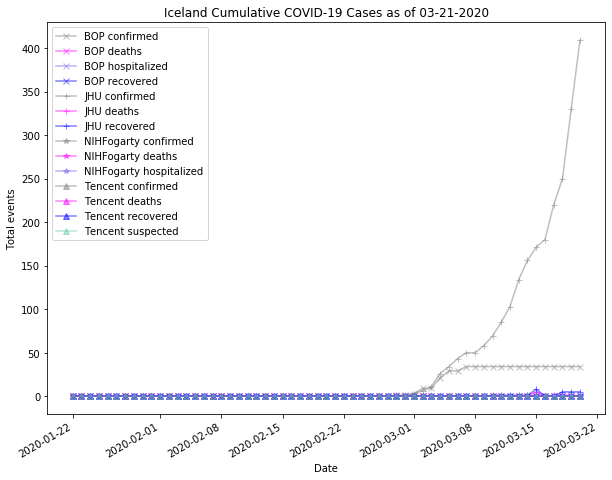 Iceland Cumulative COVID-19 Cases as of 03-21-2020
BOP confirmed
BOP deaths
BOP hospitalized
BOP recovered
JHU confirmed
JHU deaths
JHU recovered
NIHFogarty confirmed
NIHFogarty deaths
NIHFogarty hospitalized
Tencent confirmed
Tencent deaths
Tencent recovered
Tencent suspected
Total events
400
350
300
250
200
150
100
50
0
2020-01-22
2020-02-01
2020-02-08
2020-02-15
2020-02-22
2020-03-01
2020-03-08
2020-03-15
2020-03-22
Date